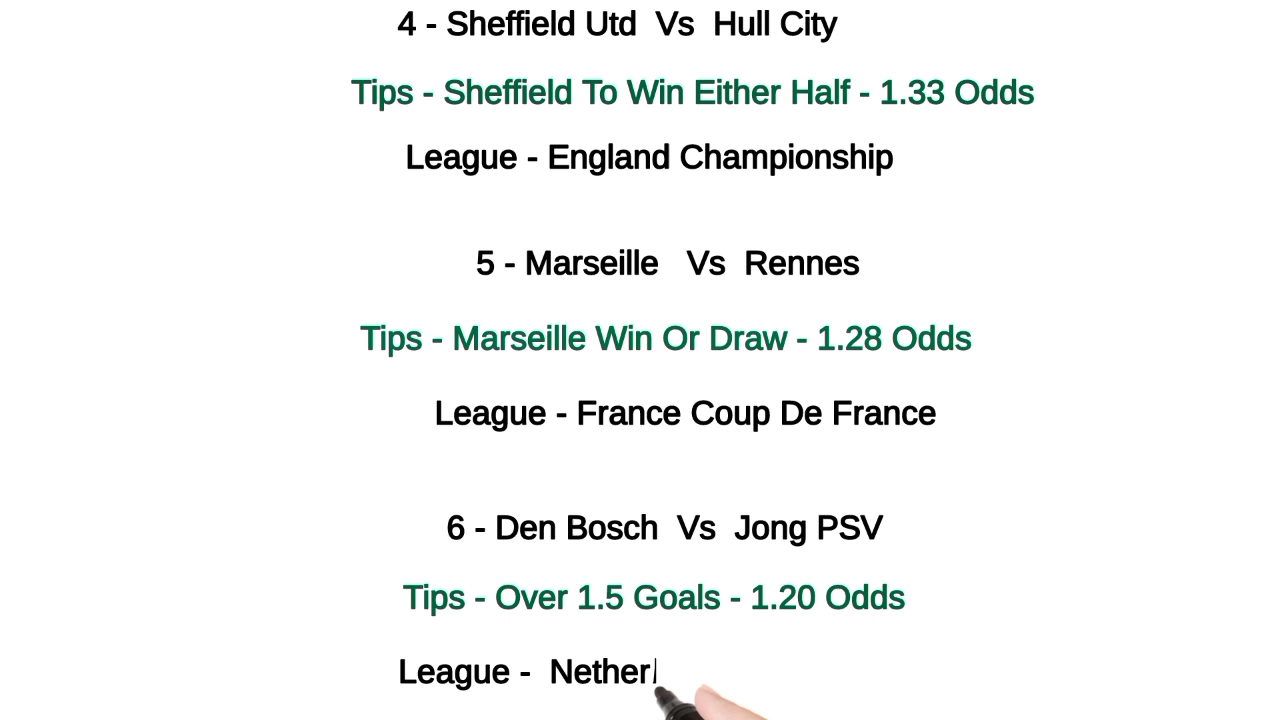 4 - Sheffield Utd Vs Hull City
Tips - Sheffield To Win Either Half - 1.33 Odds
League - England Championship
5 - Marseille Vs Rennes
Tips - Marseille Win Or Draw - 1.28 Odds
League - France Coup De France
6 - Den Bosch Vs Jong PSV
Tips - Over 1.5 Goals - 1.20 Odds
League - Netherl